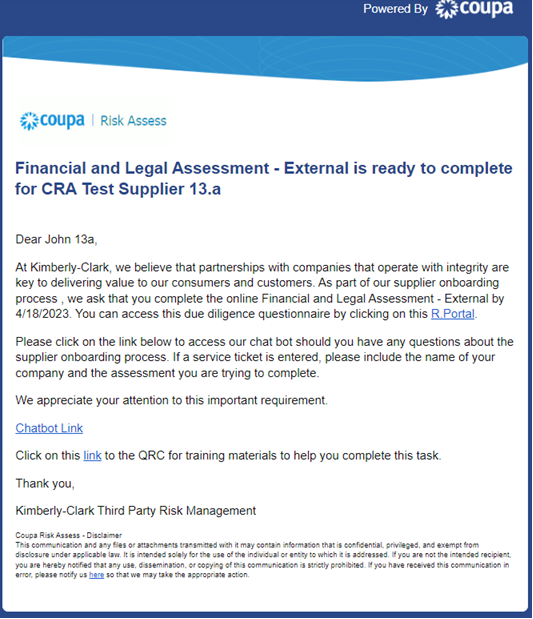 Powered By coupa
coupa | Risk Assess
Financial and Legal Assessment - External is ready to complete
for CRA Test Supplier 13.a
Dear John 13a,
At Kimberly-Clark, we believe that partnerships with companies that operate with integrity are
key to delivering value to our consumers and customers. As part of our supplier onboarding
process , we ask that you complete the online Financial and Legal Assessment - External by
4/18/2023. You can access this due diligence questionnaire by clicking on this R.Portal.
Please click on the link below to access our chat bot should you have any questions about the
supplier onboarding process. If a service ticket is entered, please include the name of your
company and the assessment you are trying to complete.
We appreciate your attention to this important requirement.
Chatbot Link
Click on this link to the QRC for training materials to help you complete this task.
Thank you,
Kimberly-Clark Third Party Risk Management
Coupa Risk Assess - Disclaimer
This communication and any files or attachments transmitted with it may contain information that is confidential, privileged, and exempt from
disclosure under applicable law. It is intended solely for the use of the individual or entity to which it is addressed. If you are not the intended recipient,
you are hereby notified that any use, dissemination, or copying of this communication is strictly prohibited. If you have received this communication in
error, please notify us here so that we may take the appropriate action.